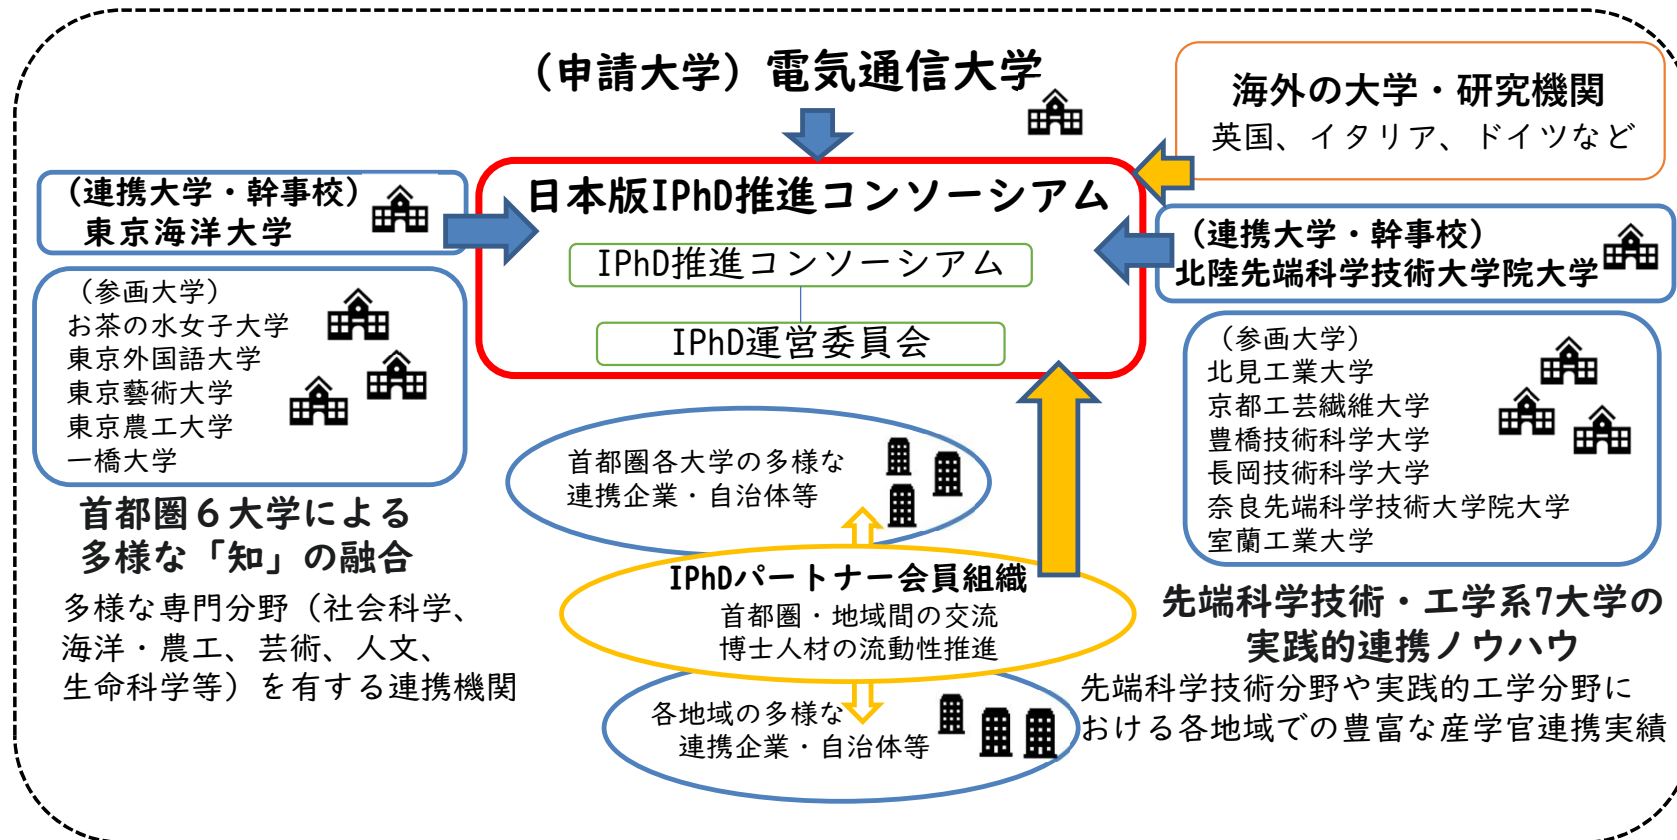 （申請大学）電気通信大学
海外の大学・研究機関
英国、イタリア、ドイツなど
（連携大学・幹事校）
東京海洋大学
日本版IPhD推進コンソーシアム
IPhD推進コンソーシアム
IPhD運営委員会
（連携大学・幹事校）
北陸先端科学技術大学院大学
（参画大学）
お茶の水女子大学
東京外国語大学
東京藝術大学
東京農工大学
一橋大学
（参画大学）
北見工業大学
京都工芸繊維大学
豊橋技術科学大学
長岡技術科学大学
奈良先端科学技術大学院大学
室蘭工業大学
首都圏６大学による
多様な「知」の融合
多様な専門分野（社会科学、
海洋・農工、芸術、人文、
生命科学等）を有する連携機関
首都圏各大学の多様な
連携企業・自治体等
IPhDパートナー会員組織
首都圏・地域間の交流
博士人材の流動性推進
各地域の多様な
連携企業・自治体等
先端科学技術・工学系7大学の
実践的連携ノウハウ
先端科学技術分野や実践的工学分野に
おける各地域での豊富な産学官連携実績